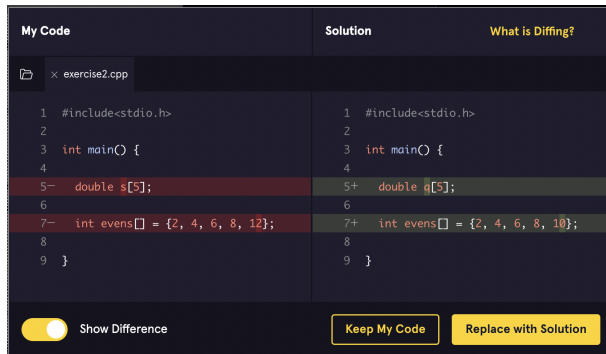 My Code
Solution
What is Diffing?
× exercise2.cpp
1 #include<stdio.h>
2
3 int main() {
4
5− double s[5];
6
7− int evens[] = {2, 4, 6, 8, 12};
8
9 }
1 #include<stdio.h>
2
3 int main() {
4
5+ double q[5];
6
7+ int evens[] = {2, 4, 6, 8, 10};
8
9 }
Show Difference
Keep My Code
Replace with Solution